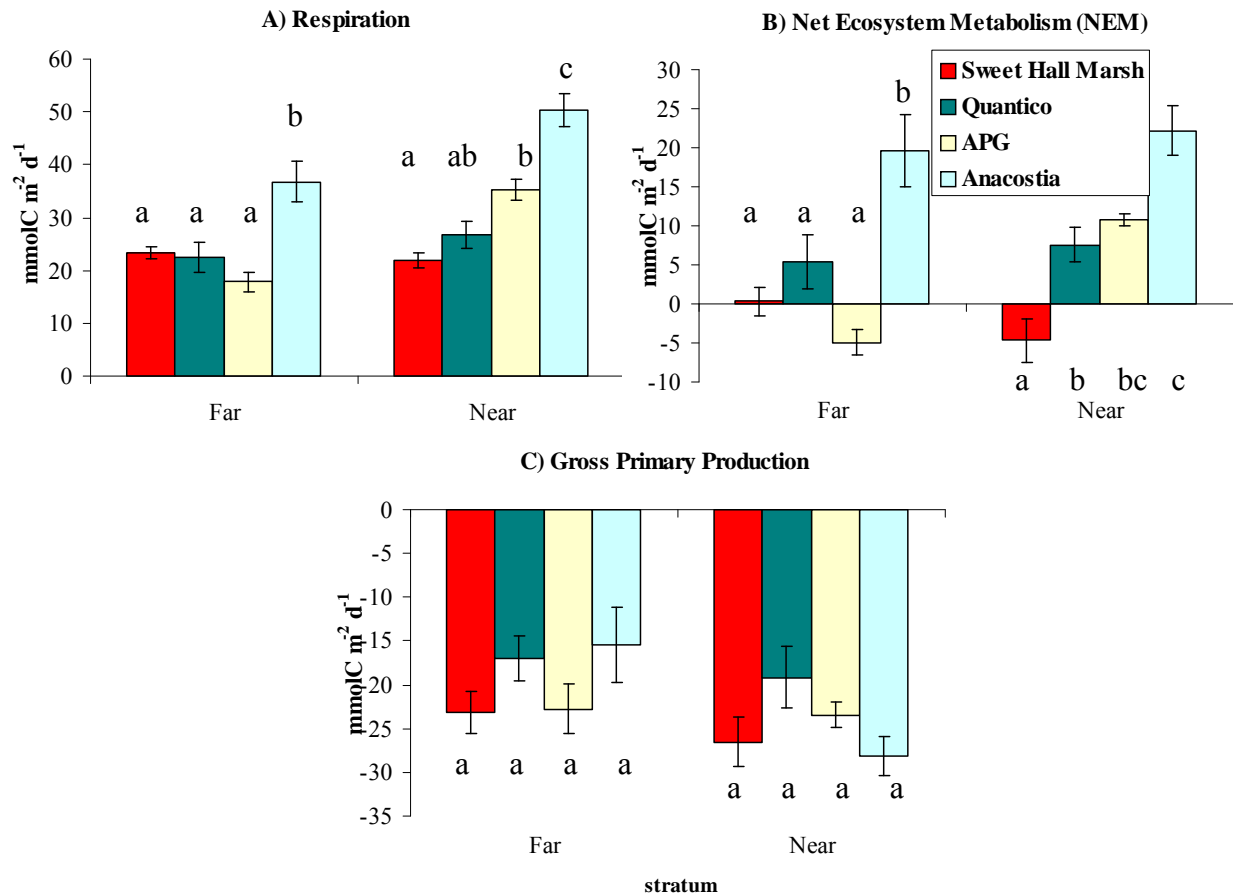 A) Respiration
mmolC m⁻² d⁻¹
60
50
40
30
20
10
0
a a a b
a ab b c
Far Near
B) Net Ecosystem Metabolism (NEM)
mmolC m⁻² d⁻¹
30
25
20
15
10
5
0
-5
-10
Sweet Hall Marsh
Quantico
APG
Anacostia
a a a b
a b bc c
Far Near
C) Gross Primary Production
mmolC m⁻² d⁻¹
0
-5
-10
-15
-20
-25
-30
-35
a a a a
a a a a
Far Near
stratum